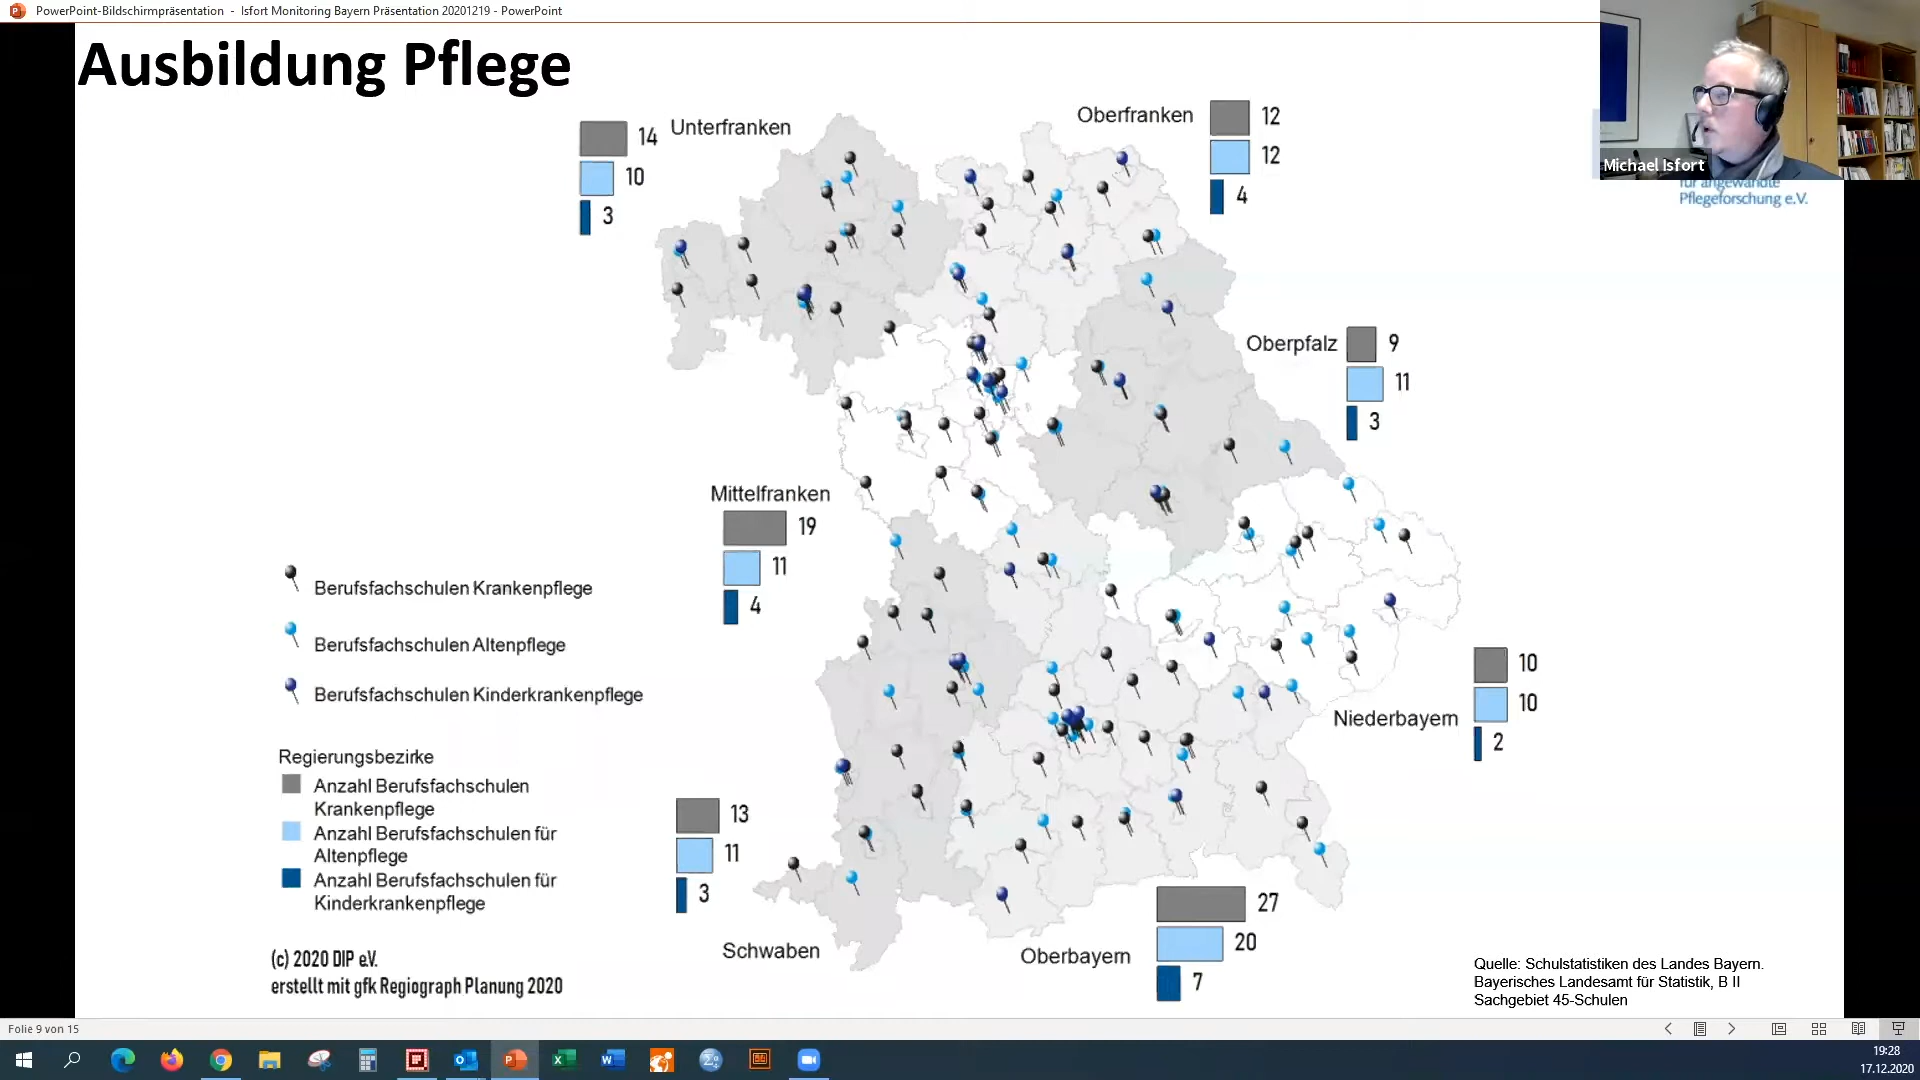 PowerPoint-Bildschirmpräsentation - Isfort Monitoring Bayern Präsentation 20201219 - PowerPoint
Ausbildung Pflege
Michael Isfort
für angewandte
Pflegeforschung e.V.
Unterfranken
14
10
3
Oberfranken
12
12
4
Oberpfalz
9
11
3
Mittelfranken
19
11
4
Berufsfachschulen Krankenpflege
Berufsfachschulen Altenpflege
Berufsfachschulen Kinderkrankenpflege
Niederbayern
10
10
2
Regierungsbezirke
Anzahl Berufsfachschulen
Krankenpflege
Anzahl Berufsfachschulen für
Altenpflege
Anzahl Berufsfachschulen für
Kinderkrankenpflege
13
11
3
Schwaben
Oberbayern
27
20
7
(c) 2020 DIP e.V.
erstellt mit gfk Regiograph Planung 2020
Quelle: Schulstatistiken des Landes Bayern.
Bayerisches Landesamt für Statistik, B II
Sachgebiet 45-Schulen
Folie 9 von 15
19:28
17.12.2020